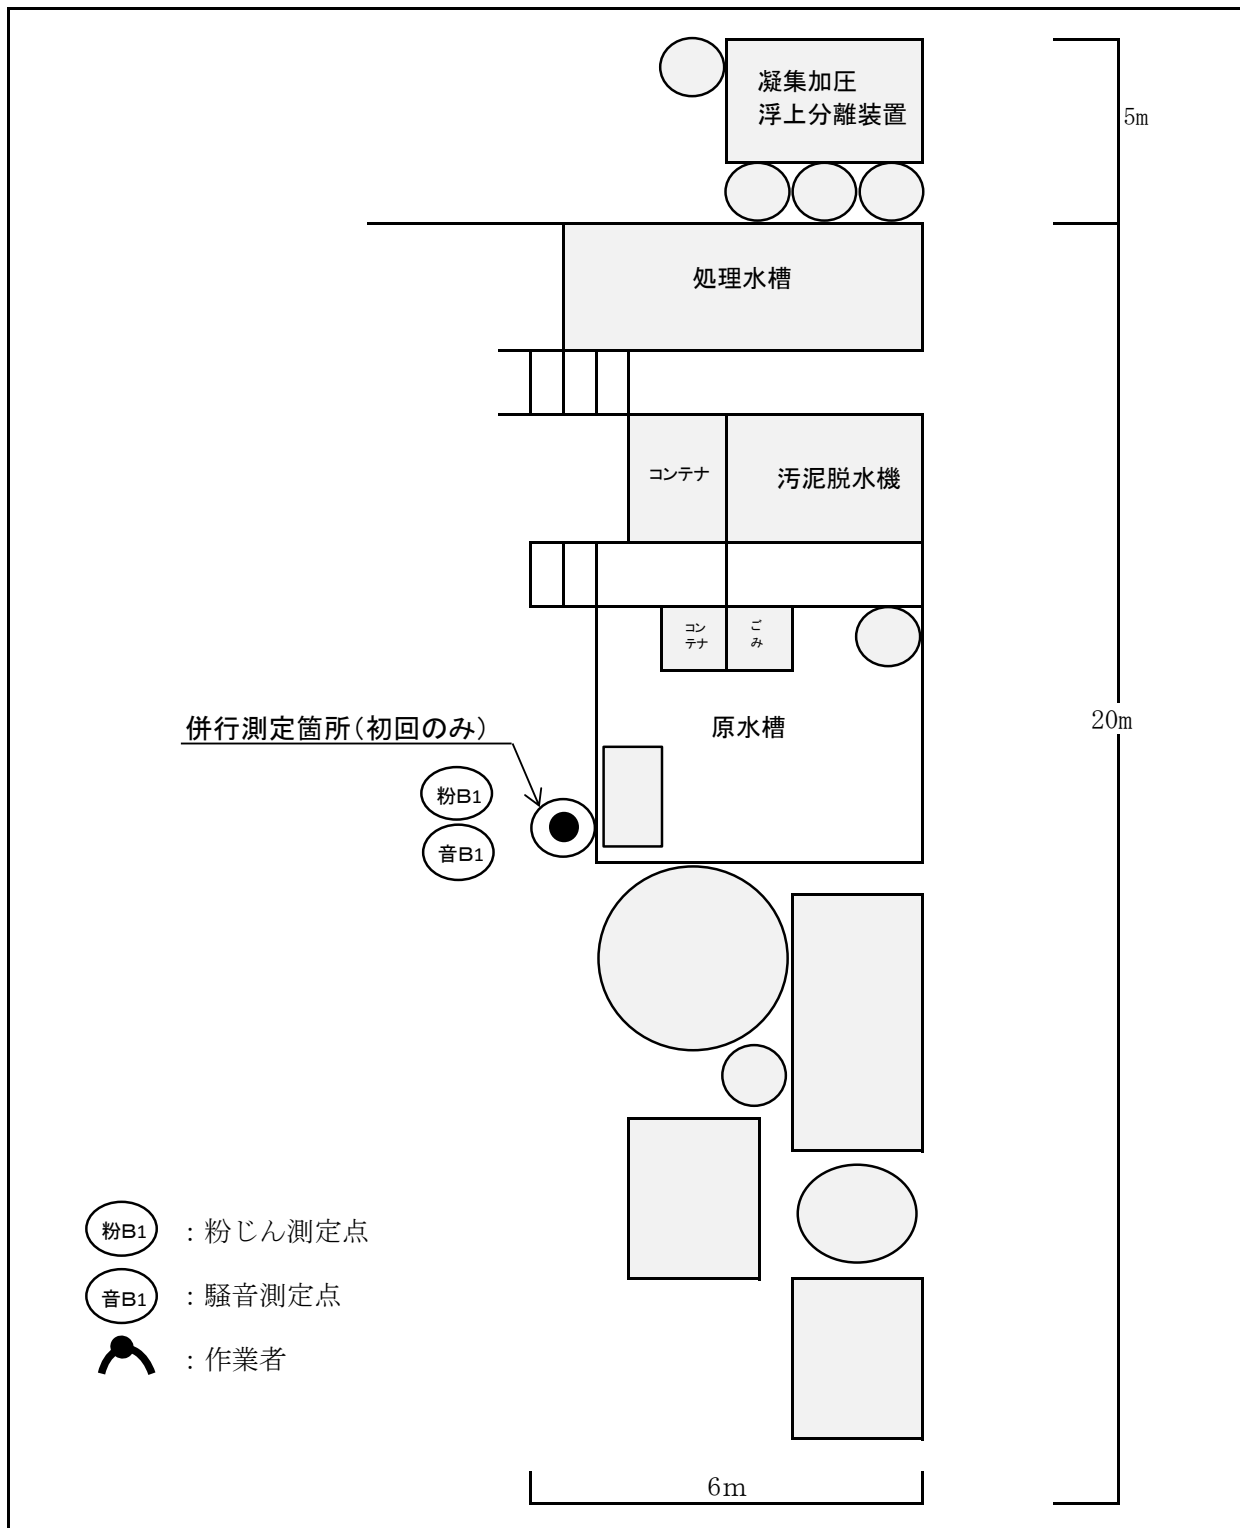 凝集加圧
浮上分離装置
5m
処理水槽
コンテナ
汚泥脱水機
コン
テナ
ご
み
20m
併行測定箇所(初回のみ)
原水槽
粉B1
音B1
粉B1 :粉じん測定点
音B1 :騒音測定点
:作業者
6m